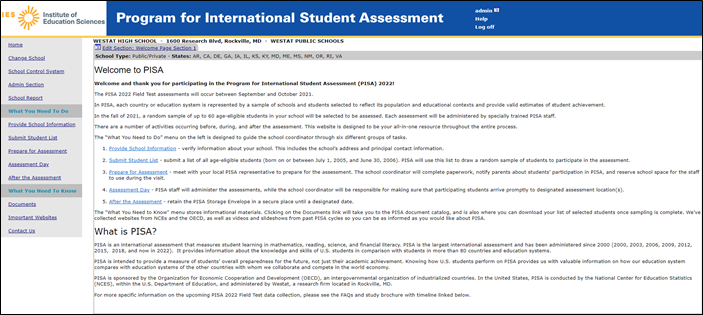 IES Institute of
Education Sciences
Program for International Student Assessment
admin
Help
Log off
WESTAT HIGH SCHOOL - 1600 Research Blvd, Rockville, MD - WESTAT PUBLIC SCHOOLS
Edit Section: Welcome Page Section 1
School Type: Public/Private - States: AR, CA, DE, GA, IA, IL, KS, KY, MD, ME, MS, NM, OR, RI, VA
Home
Change School
School Control System
Admin Section
School Report
What You Need To Do
Provide School Information
Submit Student List
Prepare for Assessment
Assessment Day
After the Assessment
What You Need To Know
Documents
Important Websites
Contact Us
Welcome to PISA
Welcome and thank you for participating in the Program for International Student Assessment (PISA) 2022!
The PISA 2022 Field Test assessments will occur between September and October 2021.
In PISA, each country or education system is represented by a sample of schools and students selected to reflect its population and educational contexts and provide valid estimates of student achievement.
In the fall of 2021, a random sample of up to 60 age-eligible students in your school will be selected to be assessed. Each assessment will be administered by specially trained PISA staff.
There are a number of activities occurring before, during, and after the assessment. This website is designed to be your all-in-one resource throughout the entire process.
The "What You Need to Do" menu on the left is designed to guide the school coordinator through six different groups of tasks.
1. Provide School Information - verify information about your school. This includes the school's address and principal contact information.
2. Submit Student List - submit a list of all age-eligible students (born on or between July 1, 2005, and June 30, 2006). PISA will use this list to draw a random sample of students to participate in the assessment.
3. Prepare for Assessment - meet with your local PISA representative to prepare for the assessment. The school coordinator will complete paperwork, notify parents about students' participation in PISA, and reserve school space for the staff
to use during the visit.
4. Assessment Day - PISA staff will administer the assessments, while the school coordinator will be responsible for making sure that participating students arrive promptly to designated assessment location(s).
5. After the Assessment - retain the PISA Storage Envelope in a secure place until a designated date.
The "What You Need to Know" menu stores informational materials. Clicking on the Documents link will take you to the PISA document catalog, and is also where you can download your list of selected students once sampling is complete. We've
collected websites from NCES and the OECD, as well as videos and slideshows from past PISA cycles so you can be as informed as you would like about PISA.
What is PISA?
PISA is an international assessment that measures student learning in mathematics, reading, science, and financial literacy. PISA is the largest international assessment and has been administered since 2000 (2000, 2003, 2006, 2009, 2012,
2015, 2018, and now in 2022). It provides information about the knowledge and skills of U.S. students in comparison with students in more than 80 countries and education systems.
PISA is intended to provide a measure of students' overall preparedness for the future, not just their academic achievement. Knowing how U.S. students perform on PISA provides us with valuable information on how our education system
compares with education systems of the other countries with whom we collaborate and compete in the world economy.
PISA is sponsored by the Organization for Economic Cooperation and Development (OECD), an intergovernmental organization of industrialized countries. In the United States, PISA is conducted by the National Center for Education Statistics
(NCES), within the U.S. Department of Education, and administered by Westat, a research firm located in Rockville, MD.
For more specific information on the upcoming PISA 2022 Field Test data collection, please see the FAQs and study brochure with timeline linked below.